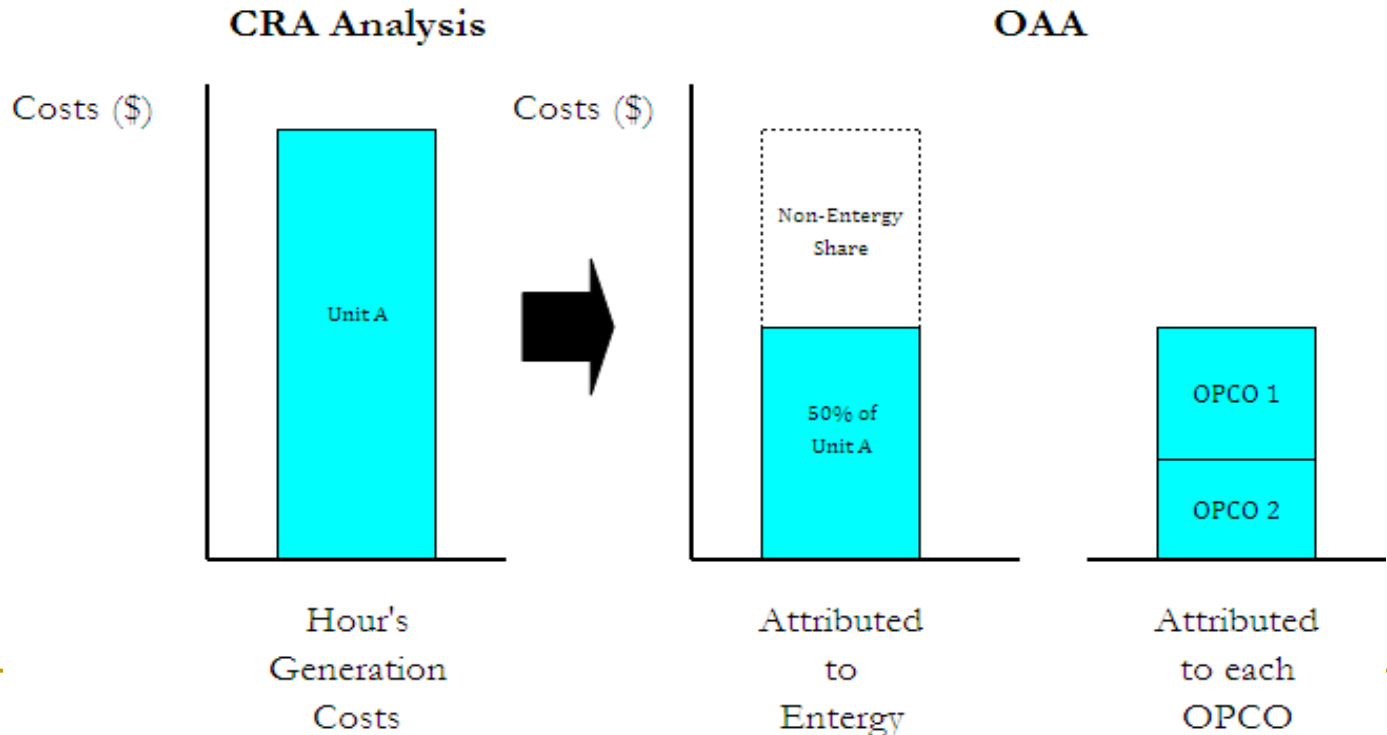 CRA Analysis
OAA
Costs ($)
Costs ($)
Unit A
Non-Entergy
Share
50% of
Unit A
OPCO 1
OPCO 2
Hour's
Generation
Costs
Attributed
to
Entergy
Attributed
to each
OPCO